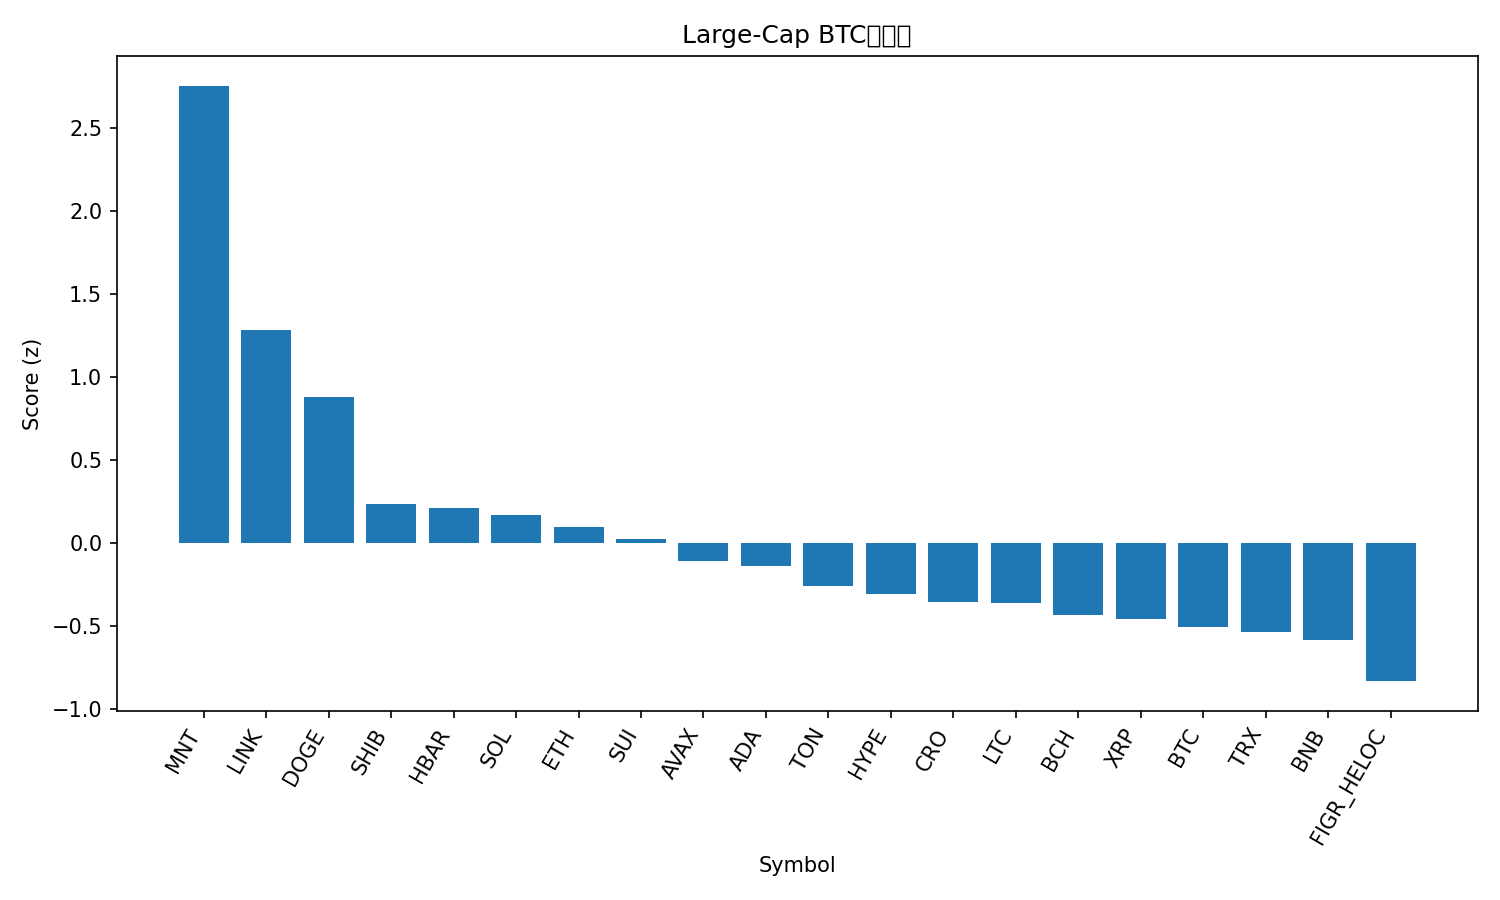 Large-Cap BTC
Score (z)
2.5
2.0
1.5
1.0
0.5
0.0
−0.5
−1.0
MNT
LINK
DOGE
SHIB
HBAR
SOL
ETH
SUI
AVAX
ADA
TON
HYPE
CRO
LTC
BCH
XRP
BTC
TRX
BNB
FIGR_HELOC
Symbol